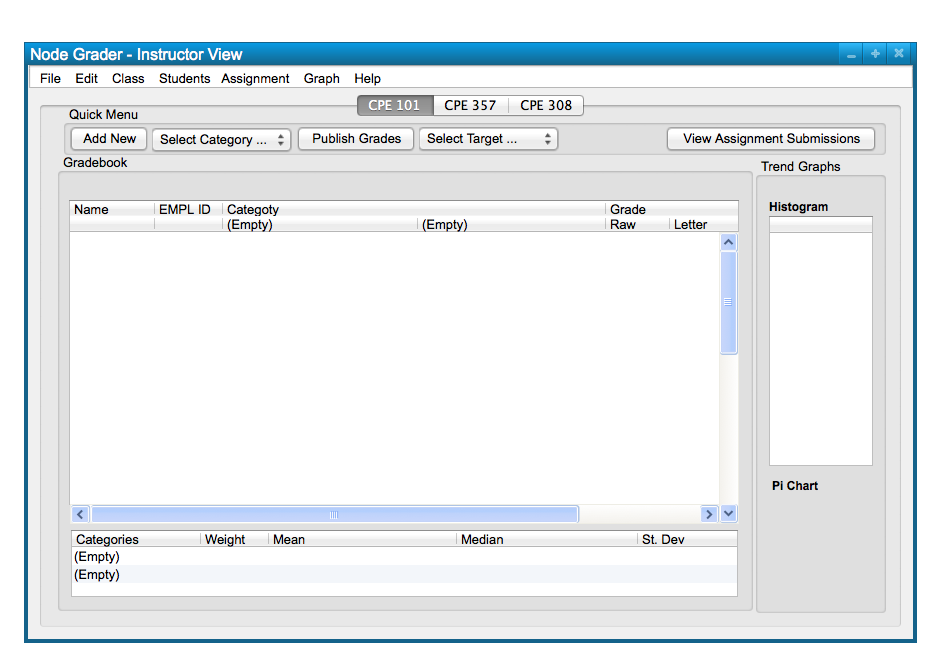 Node Grader - Instructor View
File Edit Class Students Assignment Graph Help
CPE 101 CPE 357 CPE 308
Quick Menu
Add New Select Category ... Publish Grades Select Target ... View Assignment Submissions
Gradebook
Trend Graphs
Name EMPL ID Categoty Grade
(Empty) (Empty) Raw Letter
Histogram
Pi Chart
Categories Weight Mean Median St. Dev
(Empty)
(Empty)